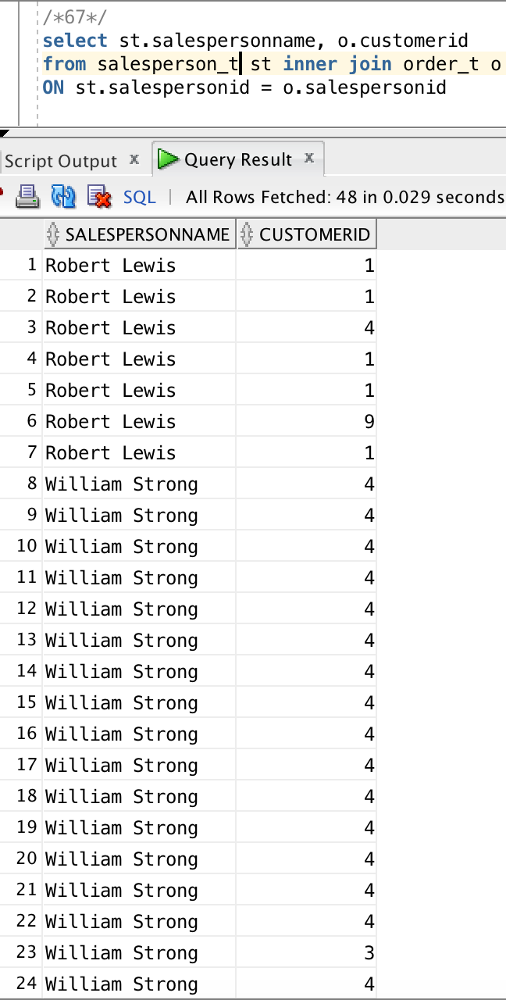 /*67*/
select st.salespersonname, o.customerid
from salesperson_t st inner join order_t o
ON st.salespersonid = o.salespersonid
Script Output x Query Result x
SQL | All Rows Fetched: 48 in 0.029 seconds
SALESPERSONNAME CUSTOMERID
1 Robert Lewis 1
2 Robert Lewis 1
3 Robert Lewis 4
4 Robert Lewis 1
5 Robert Lewis 1
6 Robert Lewis 9
7 Robert Lewis 1
8 William Strong 4
9 William Strong 4
10 William Strong 4
11 William Strong 4
12 William Strong 4
13 William Strong 4
14 William Strong 4
15 William Strong 4
16 William Strong 4
17 William Strong 4
18 William Strong 4
19 William Strong 4
20 William Strong 4
21 William Strong 4
22 William Strong 4
23 William Strong 3
24 William Strong 4